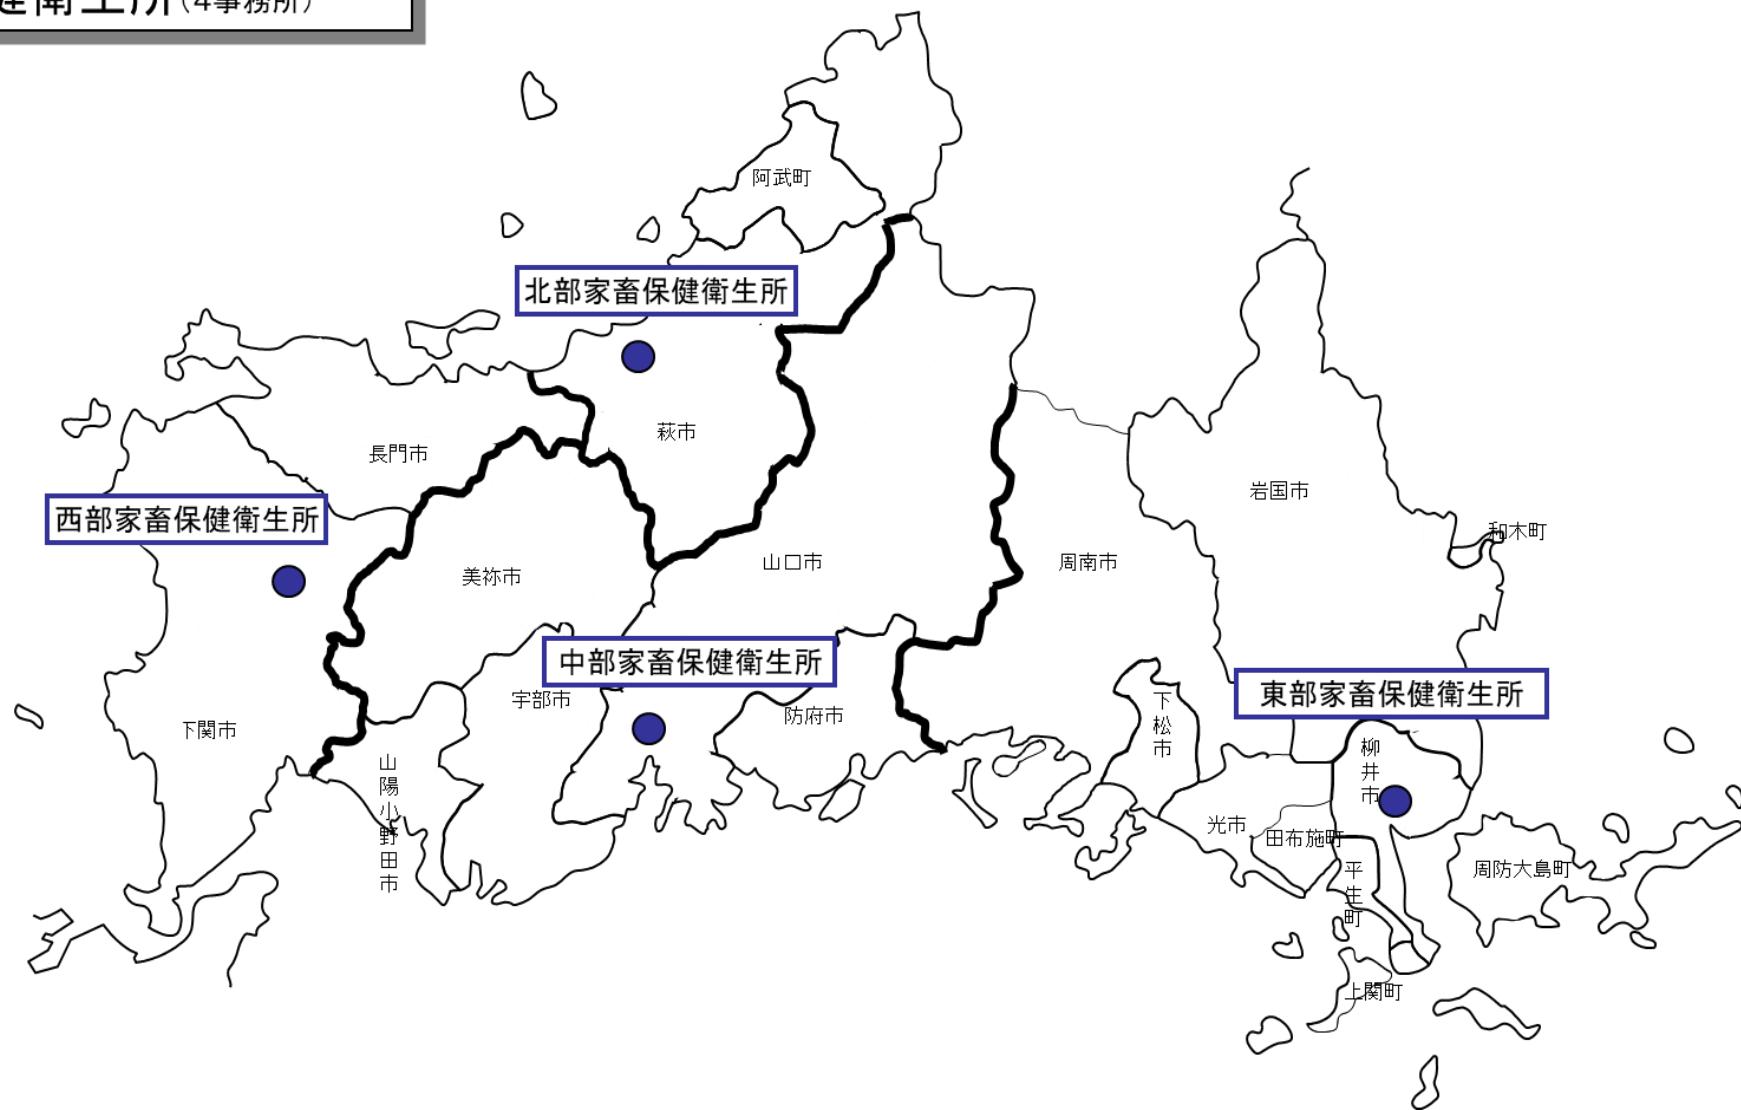 健衛生所（4事務所）
阿武町
北部家畜保健衛生所
萩市
長門市
岩国市
西部家畜保健衛生所
和木町
美祢市
山口市
周南市
中部家畜保健衛生所
東部家畜保健衛生所
宇部市
防府市
下松市
下関市
柳井市
山陽小野田市
光市
田布施町
平生町
周防大島町
上関町